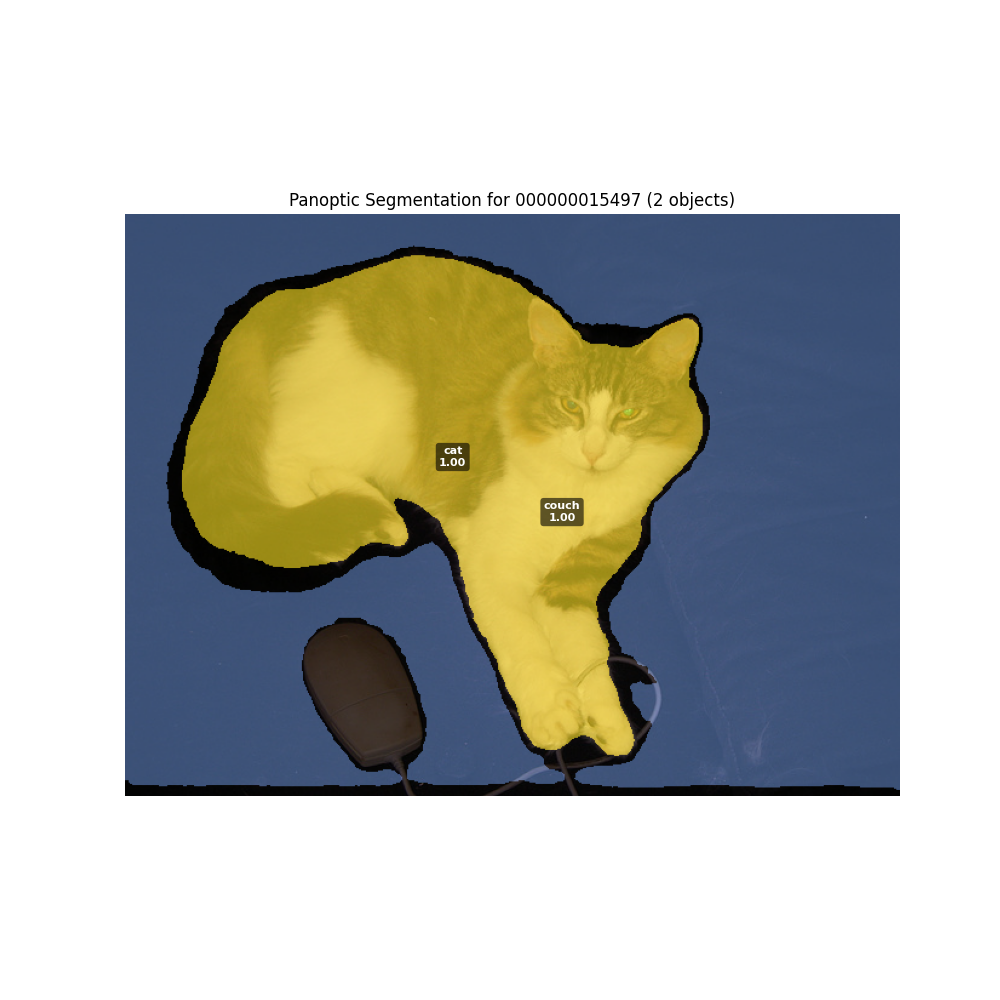 Panoptic Segmentation for 000000015497 (2 objects)
cat
1.00
couch
1.00